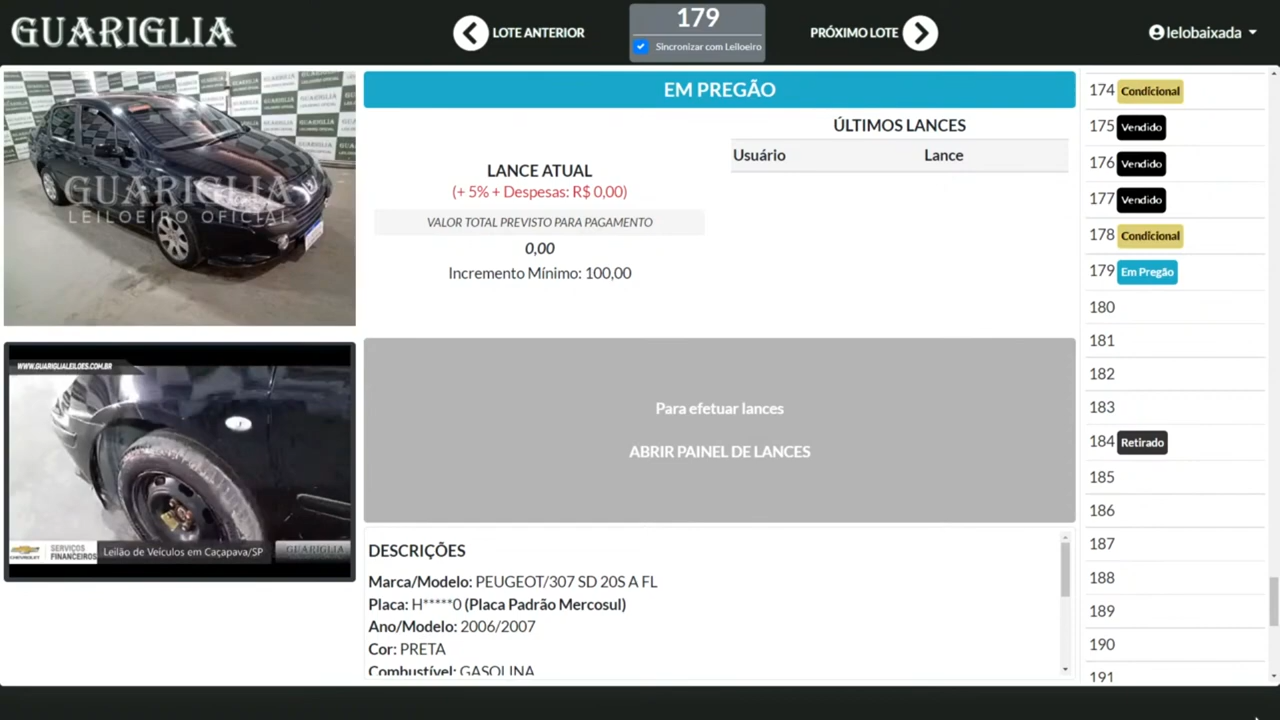 GUARIGLIA
LOTE ANTERIOR
179
Sincronizar com Leiloeiro
PRÓXIMO LOTE
lelobaixada
GUARIGLIA
LEILOEIRO OFICIAL
WWW.GUARIGLIALEILOES.COM.BR
CHEVROLET
SERVIÇOS
FINANCEIROS
Leilão de Veículos em Caçapava/SP
GUARIGLIA
EM PREGÃO
LANCE ATUAL
(+ 5% + Despesas: R$ 0,00)
VALOR TOTAL PREVISTO PARA PAGAMENTO
0,00
Incremento Mínimo: 100,00
ÚLTIMOS LANCES
Usuário Lance
Para efetuar lances
ABRIR PAINEL DE LANCES
DESCRIÇÕES
Marca/Modelo: PEUGEOT/307 SD 20S A FL
Placa: H*****0 (Placa Padrão Mercosul)
Ano/Modelo: 2006/2007
Cor: PRETA
Combustível: GASOLINA
174 Condicional
175 Vendido
176 Vendido
177 Vendido
178 Condicional
179 Em Pregão
180
181
182
183
184 Retirado
185
186
187
188
189
190
191